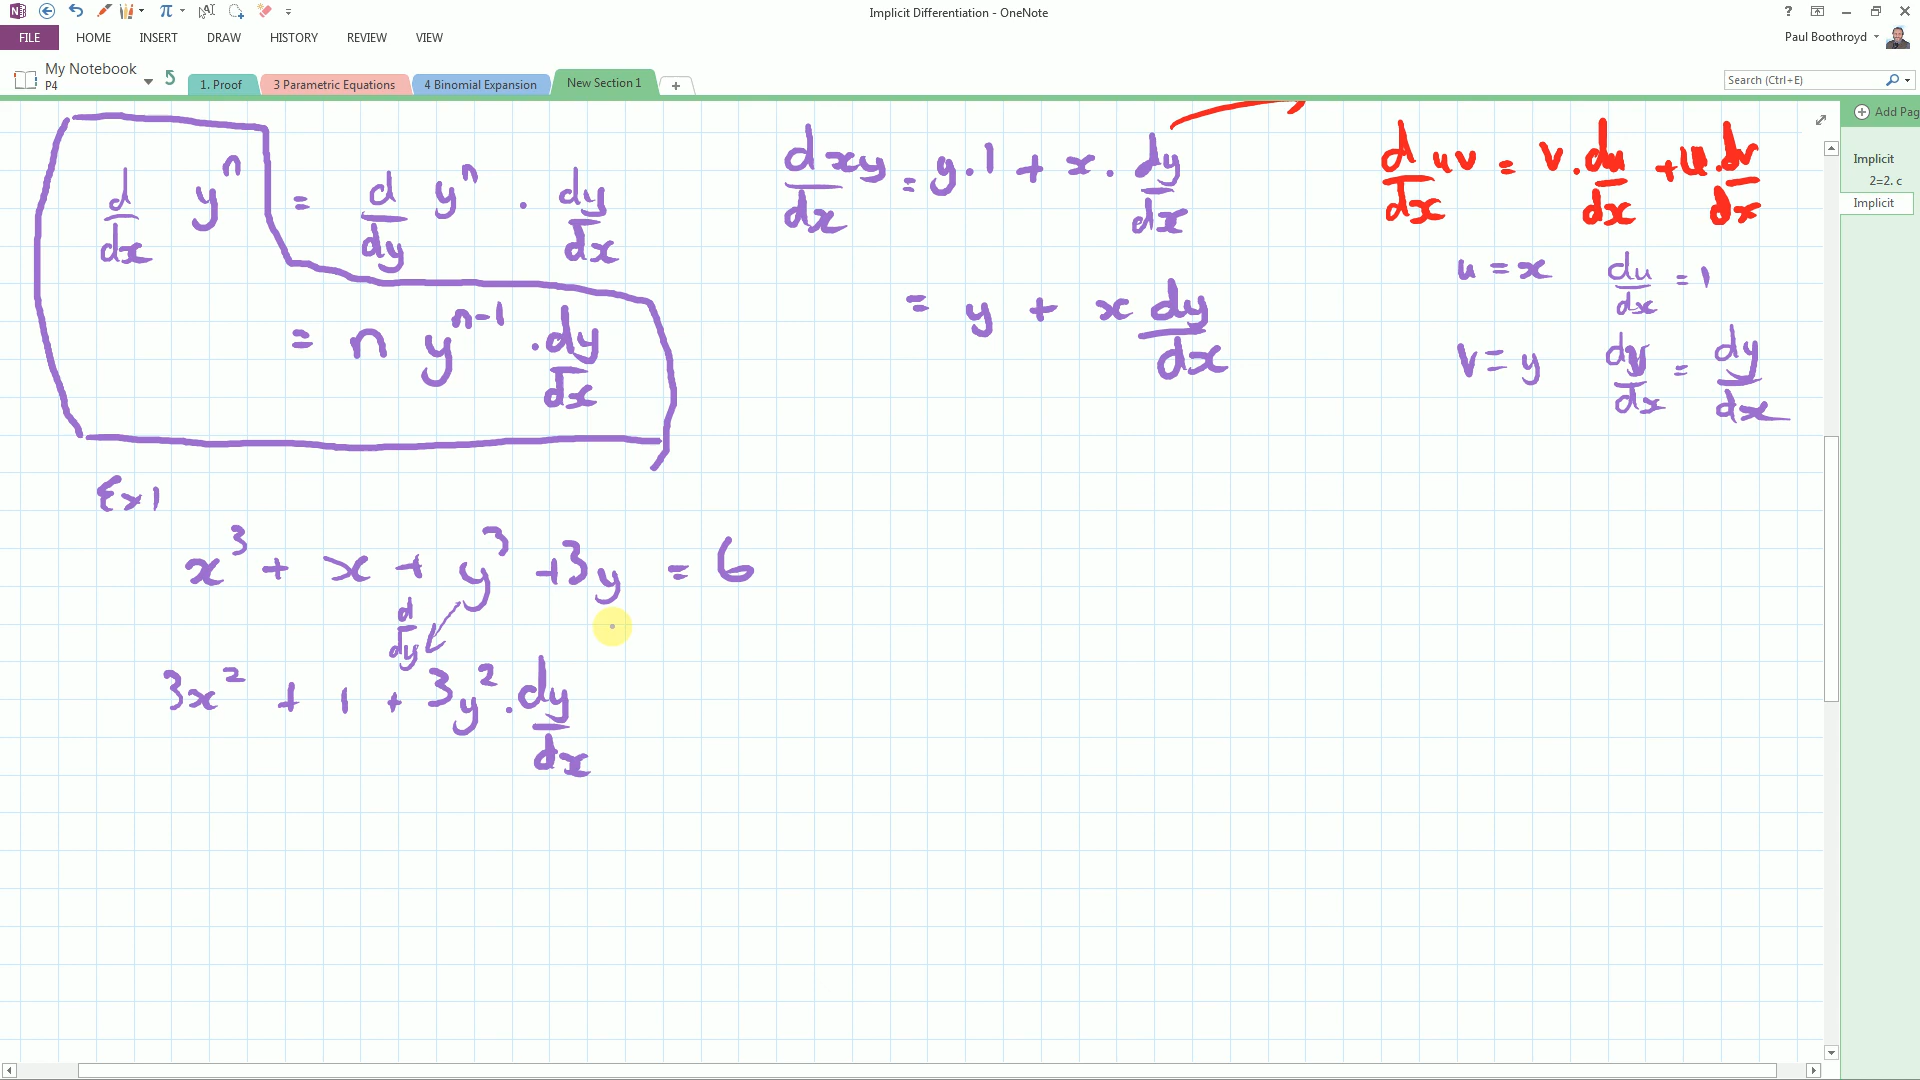 Implicit Differentiation - OneNote
FILE HOME INSERT DRAW HISTORY REVIEW VIEW
Paul Boothroyd
My Notebook
P4
1. Proof 3 Parametric Equations 4 Binomial Expansion New Section 1 +
Search (Ctrl+E)
Add Pag
Implicit
2=2. c
Implicit
d/dx y^n = d/dy y^n . dy/dx
= n y^(n-1) . dy/dx
d/dx xy = y.1 + x. dy/dx
= y + x dy/dx
d/dx uv = v. du/dx + u. dv/dx
u = x du/dx = 1
v = y dv/dx = dy/dx
Ex 1
x^3 + x + y^3 + 3y = 6
d/dy
3x^2 + 1 + 3y^2 . dy/dx